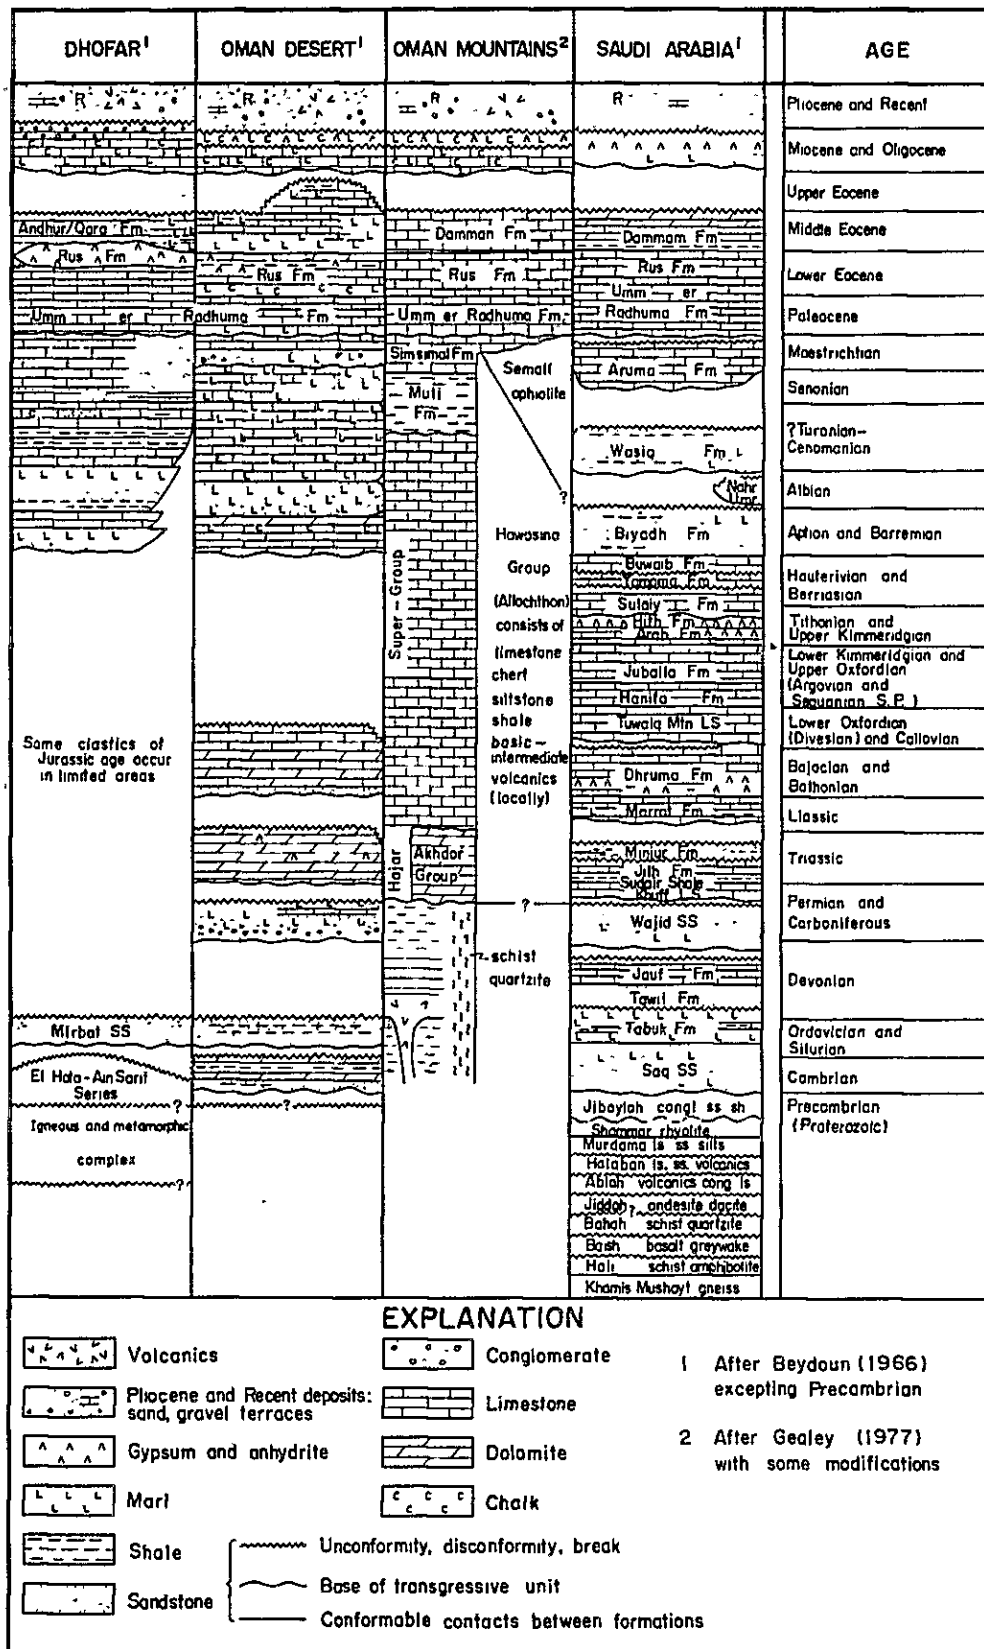 DHOFAR1
OMAN DESERT1
OMAN MOUNTAINS2
SAUDI ARABIA1
AGE
R
R
R
R
Pliocene and Recent
Miocene and Oligocene
Upper Eocene
Middle Eocene
Lower Eocene
Paleocene
Maestrichtian
Senonian
?Turonian-
Cenomanian
Albian
Aption and Barremian
Hauterivian and
Berriasian
Tithonian and
Upper Kimmeridgian
Lower Kimmeridgian and
Upper Oxfordian
(Argovian and
Sequanian S.P.)
Lower Oxfordian
(Divesian) and Callovian
Bajocian and
Bathonian
Liassic
Triassic
Permian and
Carboniferous
Devonian
Ordovician and
Silurian
Cambrian
Precambrian
(Proterozoic)
Andhur/Qara Fm
Rus Fm
Umm er Radhuma Fm
Some clastics of
Jurassic age occur
in limited areas
Mirbat SS
El Hota-Ain Sarit
Series
?
Igneous and metamorphic
complex
?
Rus Fm
?
Damman Fm
Rus Fm
Umm er Radhuma Fm.
Simsimal Fm
Semail
ophiolite
Muti
Fm
?
Hajar Super-Group
Hawasina
Group
(Allochthon)
consists of
limestone
chert
siltstone
shale
basic-
intermediate
volcanics
(locally)
Akhdar
Group
?
schist
quartzite
Dammam Fm
Rus Fm
Umm er
Radhuma Fm
Aruma Fm
Wasia Fm
Nahr
Umr
Biyadh Fm
Buwaib Fm
Yamama Fm
Sulaiy Fm
Hith Fm
Arab Fm
Jubaila Fm
Hanifa Fm
Tuwaiq Mtn LS
Dhruma Fm
Marrat Fm
Minjur Fm
Jilh Fm
Sudair Shale
Khuff LS
Wajid SS
Jauf Fm
Tawil Fm
Tabuk Fm
Saq SS
Jibaylah congl ss sh
Shammar rhyolite
Murdama ls ss sills
Halaban ls. ss. volcanics
Ablah volcanics cong ls
Jiddah ? andesite dacite
Bahah schist quartzite
Baish basalt greywake
Hali schist amphibolite
Khamis Mushayt gneiss
EXPLANATION
Volcanics
Pliocene and Recent deposits:
sand, gravel terraces
Gypsum and anhydrite
Marl
Shale
Sandstone
Conglomerate
Limestone
Dolomite
Chalk
Unconformity, disconformity, break
Base of transgressive unit
Conformable contacts between formations
1 After Beydoun (1966)
excepting Precambrian
2 After Gealey (1977)
with some modifications